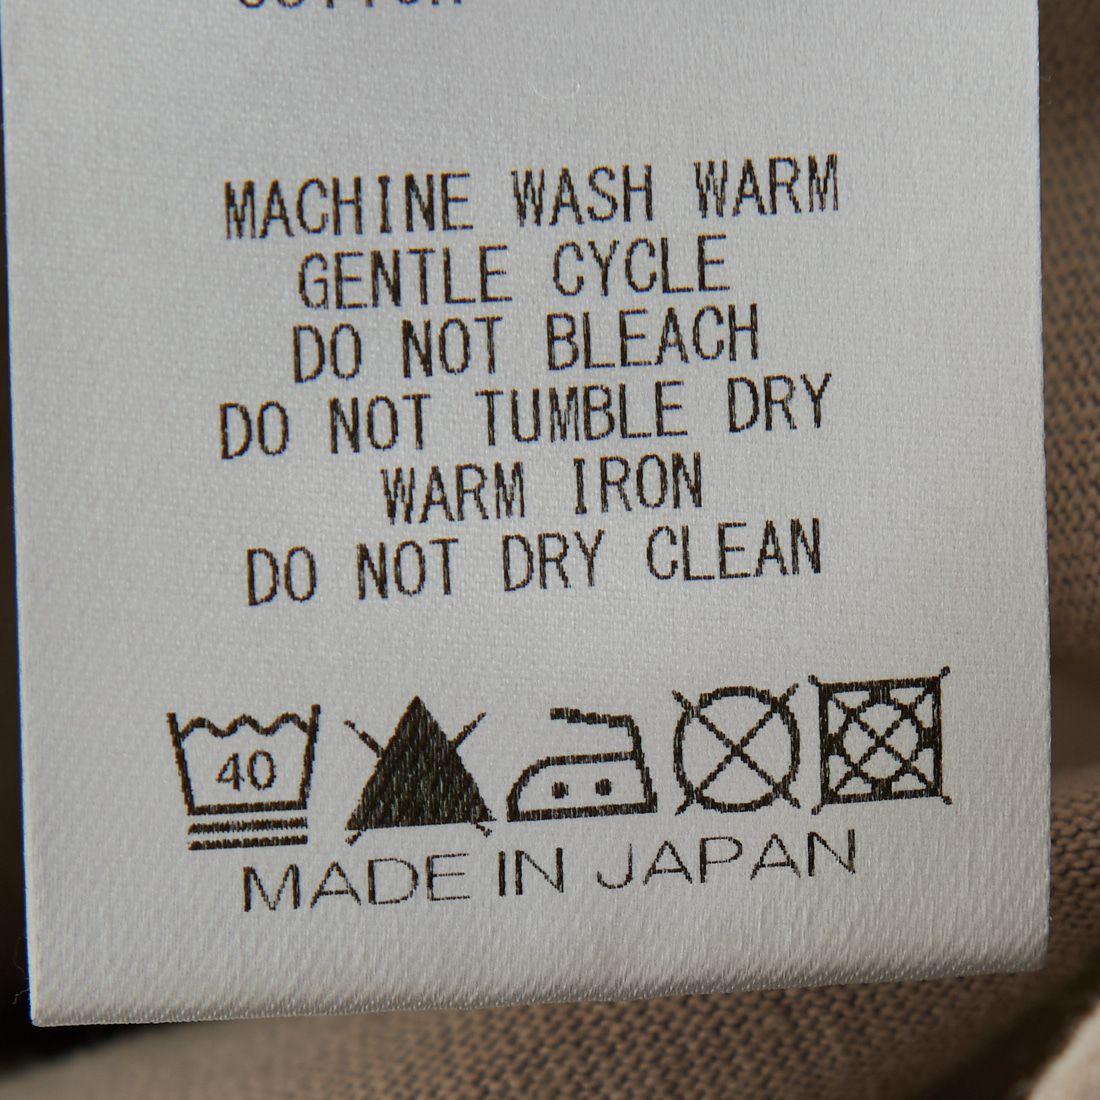 MACHINE WASH WARM
GENTLE CYCLE
DO NOT BLEACH
DO NOT TUMBLE DRY
WARM IRON
DO NOT DRY CLEAN
40
MADE IN JAPAN